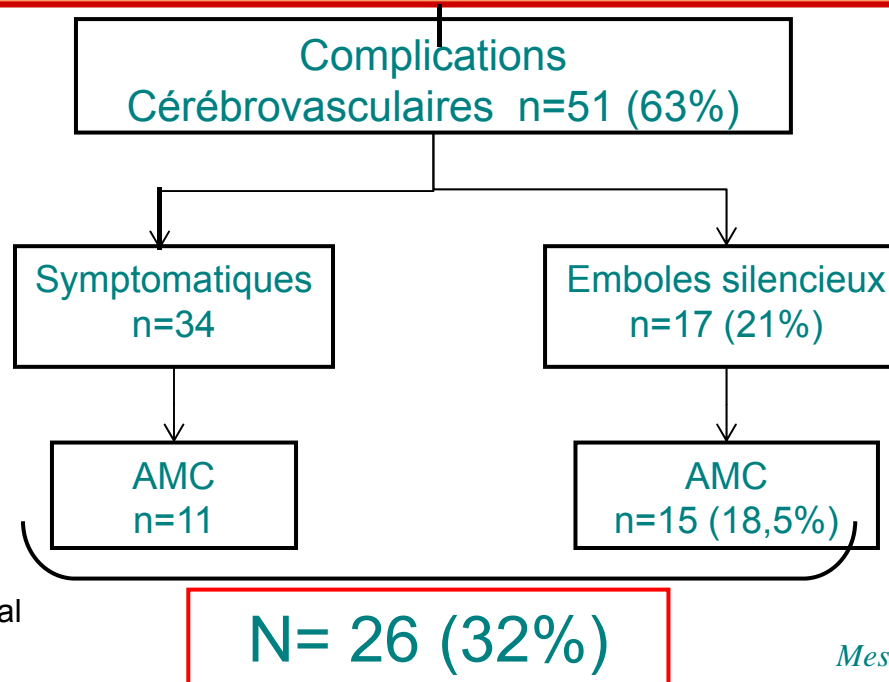 Complications
Cérébrovasculaires n=51 (63%)
Symptomatiques
n=34
Emboles silencieux
n=17 (21%)
AMC
n=11
AMC
n=15 (18,5%)
al
N= 26 (32%)
Mes